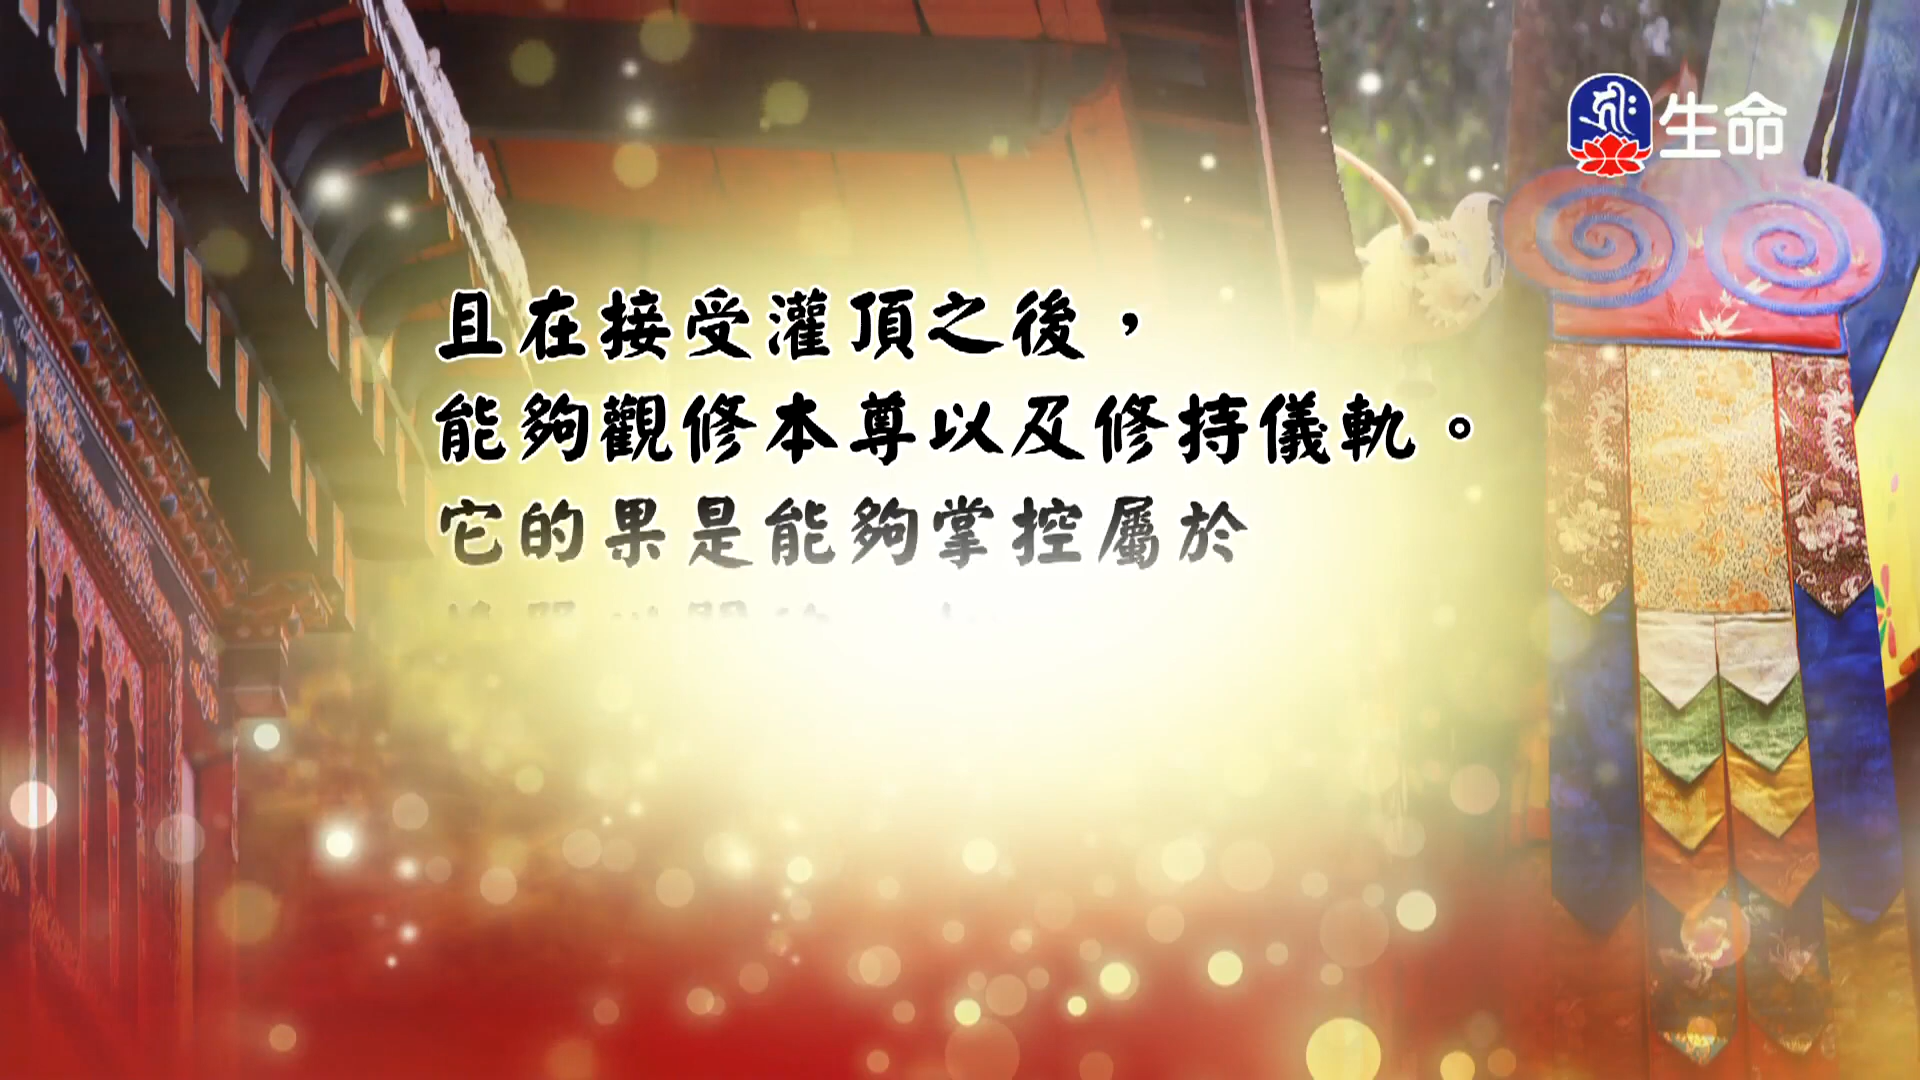 生命
且在接受灌頂之後，
能夠觀修本尊以及修持儀軌。
它的果是能夠掌控屬於